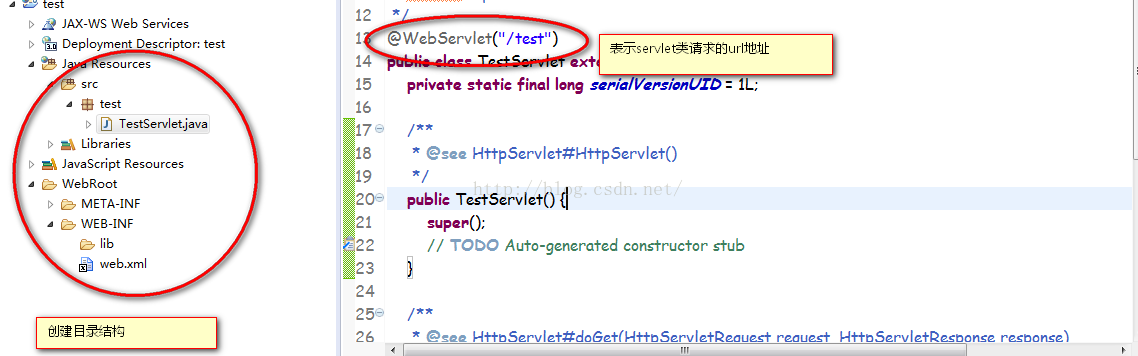 test
JAX-WS Web Services
Deployment Descriptor: test
Java Resources
src
test
TestServlet.java
Libraries
JavaScript Resources
WebRoot
META-INF
WEB-INF
lib
web.xml
创建目录结构
12 */
13 @WebServlet("/test")
表示servlet类请求的url地址
14 public class TestServlet
15 private static final long serialVersionUID = 1L;
16
17 /**
18 * @see HttpServlet#HttpServlet()
19 */
http://blog.csdn.net/
20 public TestServlet() {
21 super();
22 // TODO Auto-generated constructor stub
23 }
24
25 /**
26 * @see HttpServlet#doGet(HttpServletRequest request, HttpServletResponse response)